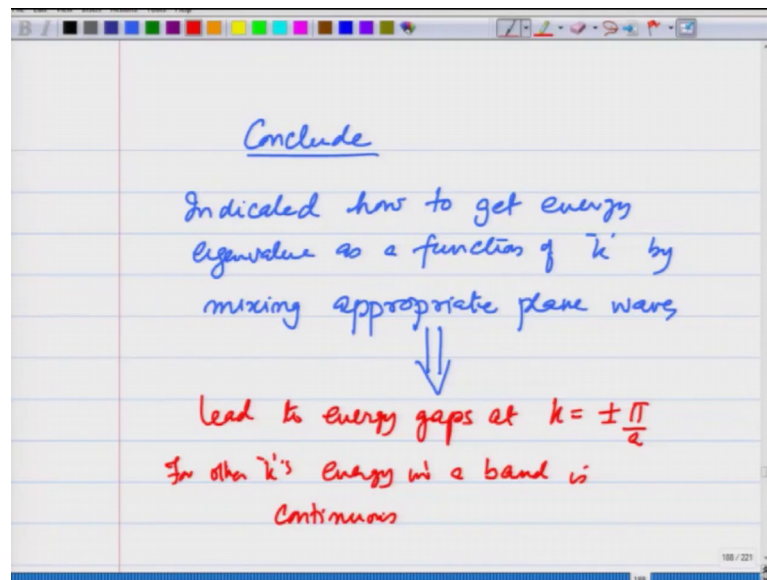 Conclude
Indicated how to get energy
eigenvalue as a function of 'k' by
mixing appropriate plane waves
lead to energy gaps at k = ± π/a
For other 'k's energy in a band is
continuous
188 / 221